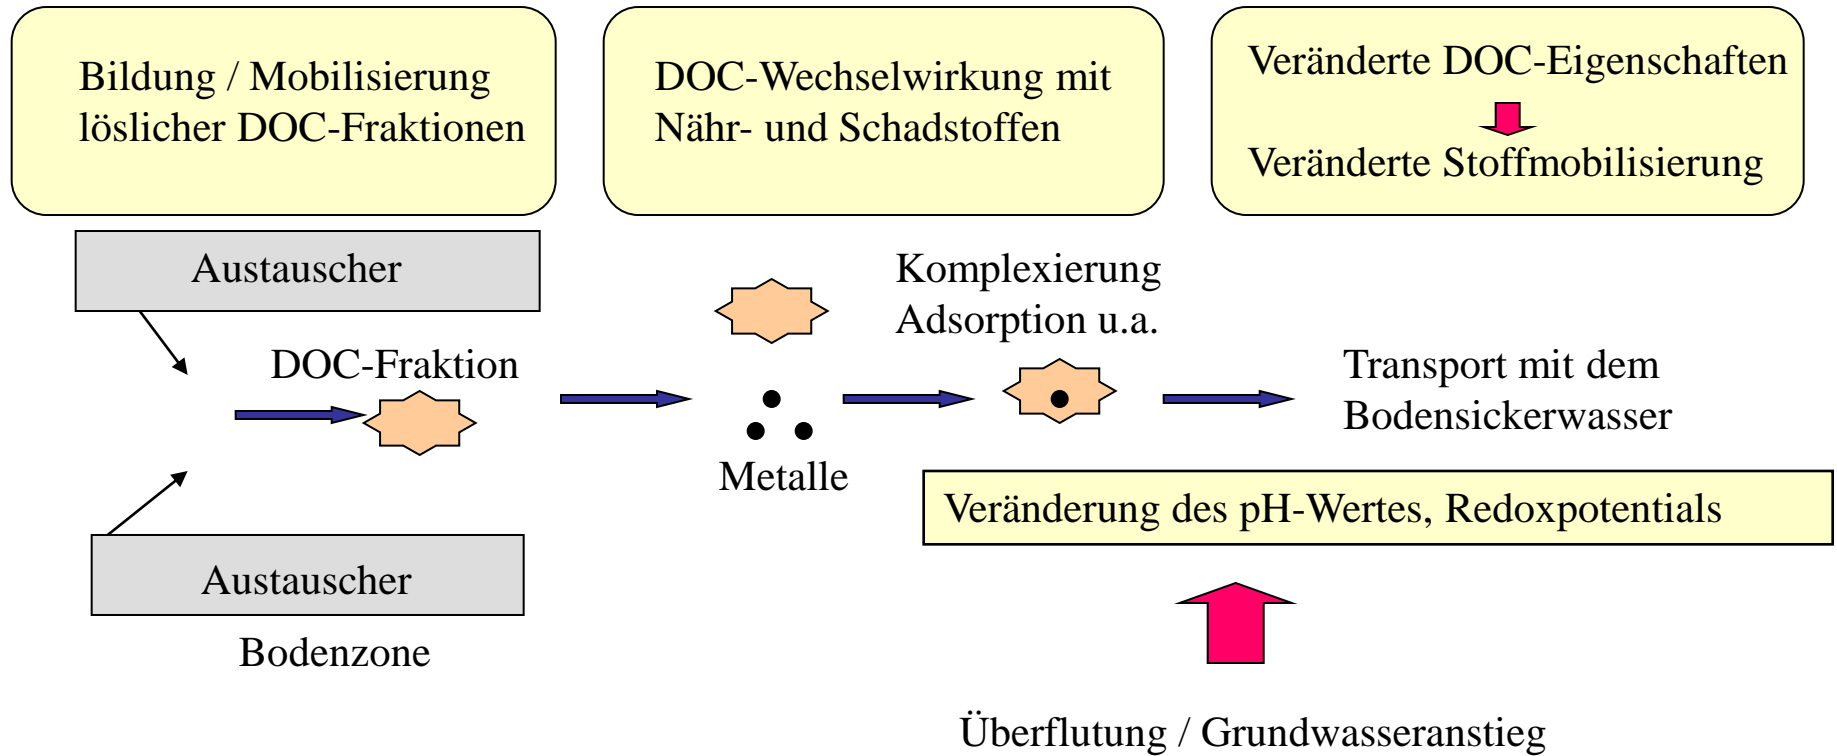 Bildung / Mobilisierung
löslicher DOC-Fraktionen
DOC-Wechselwirkung mit
Nähr- und Schadstoffen
Veränderte DOC-Eigenschaften
Veränderte Stoffmobilisierung
Austauscher
DOC-Fraktion
Komplexierung
Adsorption u.a.
Metalle
Transport mit dem
Bodensickerwasser
Veränderung des pH-Wertes, Redoxpotentials
Austauscher
Bodenzone
Überflutung / Grundwasseranstieg